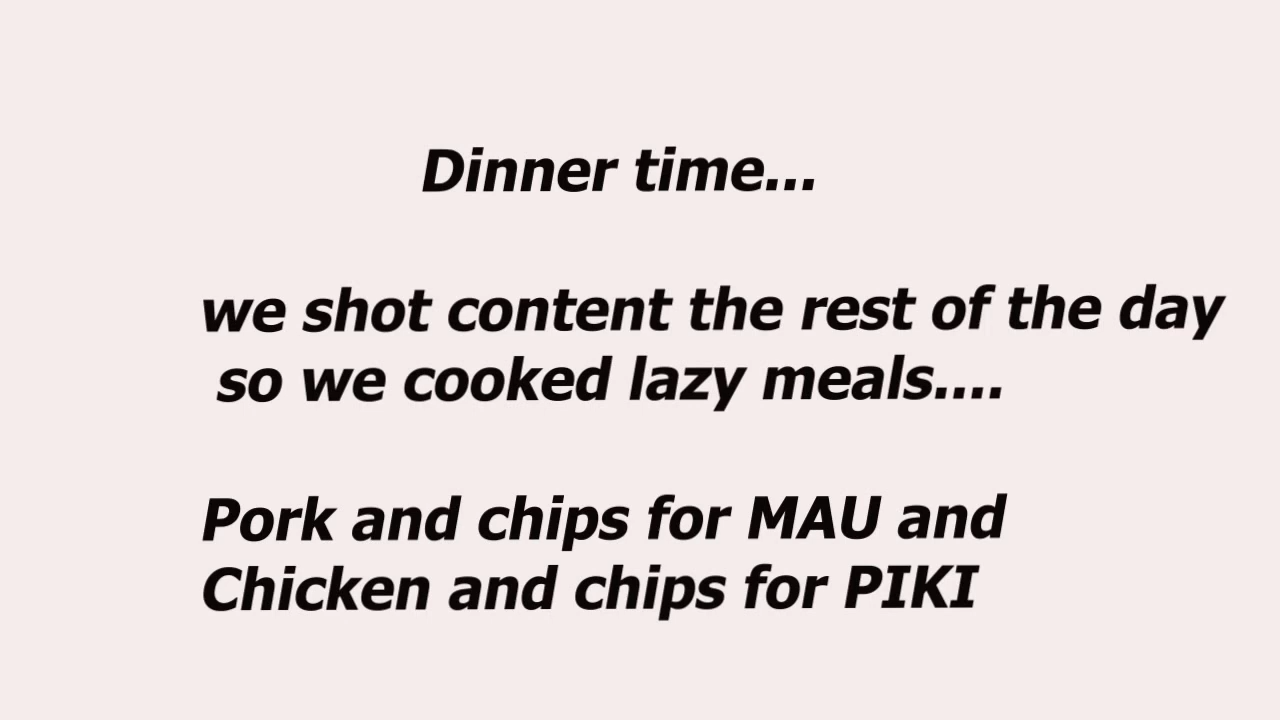 Dinner time...
we shot content the rest of the day
so we cooked lazy meals....
Pork and chips for MAU and
Chicken and chips for PIKI